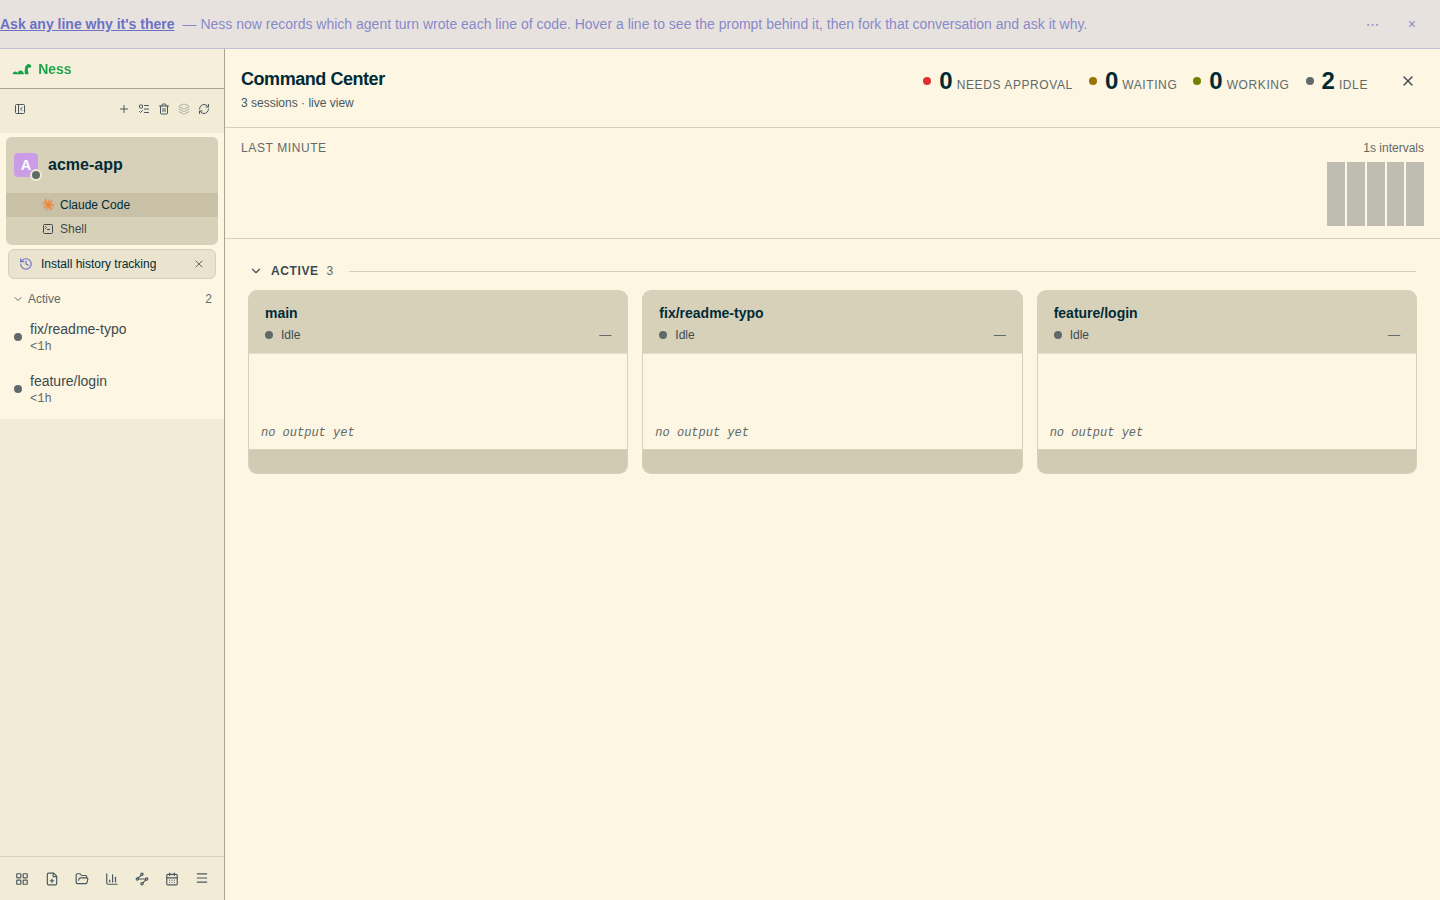 Ask any line why it's there — Ness now records which agent turn wrote each line of code. Hover a line to see the prompt behind it, then fork that conversation and ask it why.
Ness
A
acme-app
Claude Code
Shell
Install history tracking
Active 2
fix/readme-typo
<1h
feature/login
<1h
Command Center
3 sessions · live view
0 NEEDS APPROVAL
0 WAITING
0 WORKING
2 IDLE
LAST MINUTE
1s intervals
ACTIVE 3
main
Idle —
no output yet
fix/readme-typo
Idle —
no output yet
feature/login
Idle —
no output yet